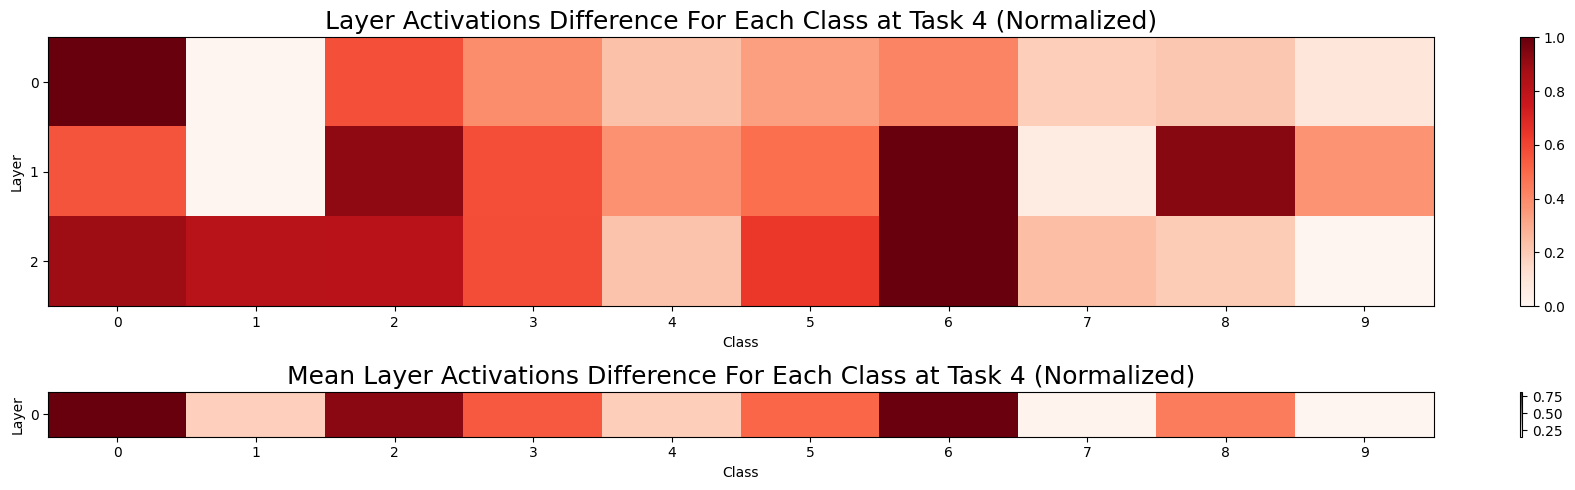 Layer Activations Difference For Each Class at Task 4 (Normalized)
Layer
0
1
2
0 1 2 3 4 5 6 7 8 9
Class
1.0
0.8
0.6
0.4
0.2
0.0
Mean Layer Activations Difference For Each Class at Task 4 (Normalized)
Layer
0
0 1 2 3 4 5 6 7 8 9
Class
0.75
0.50
0.25